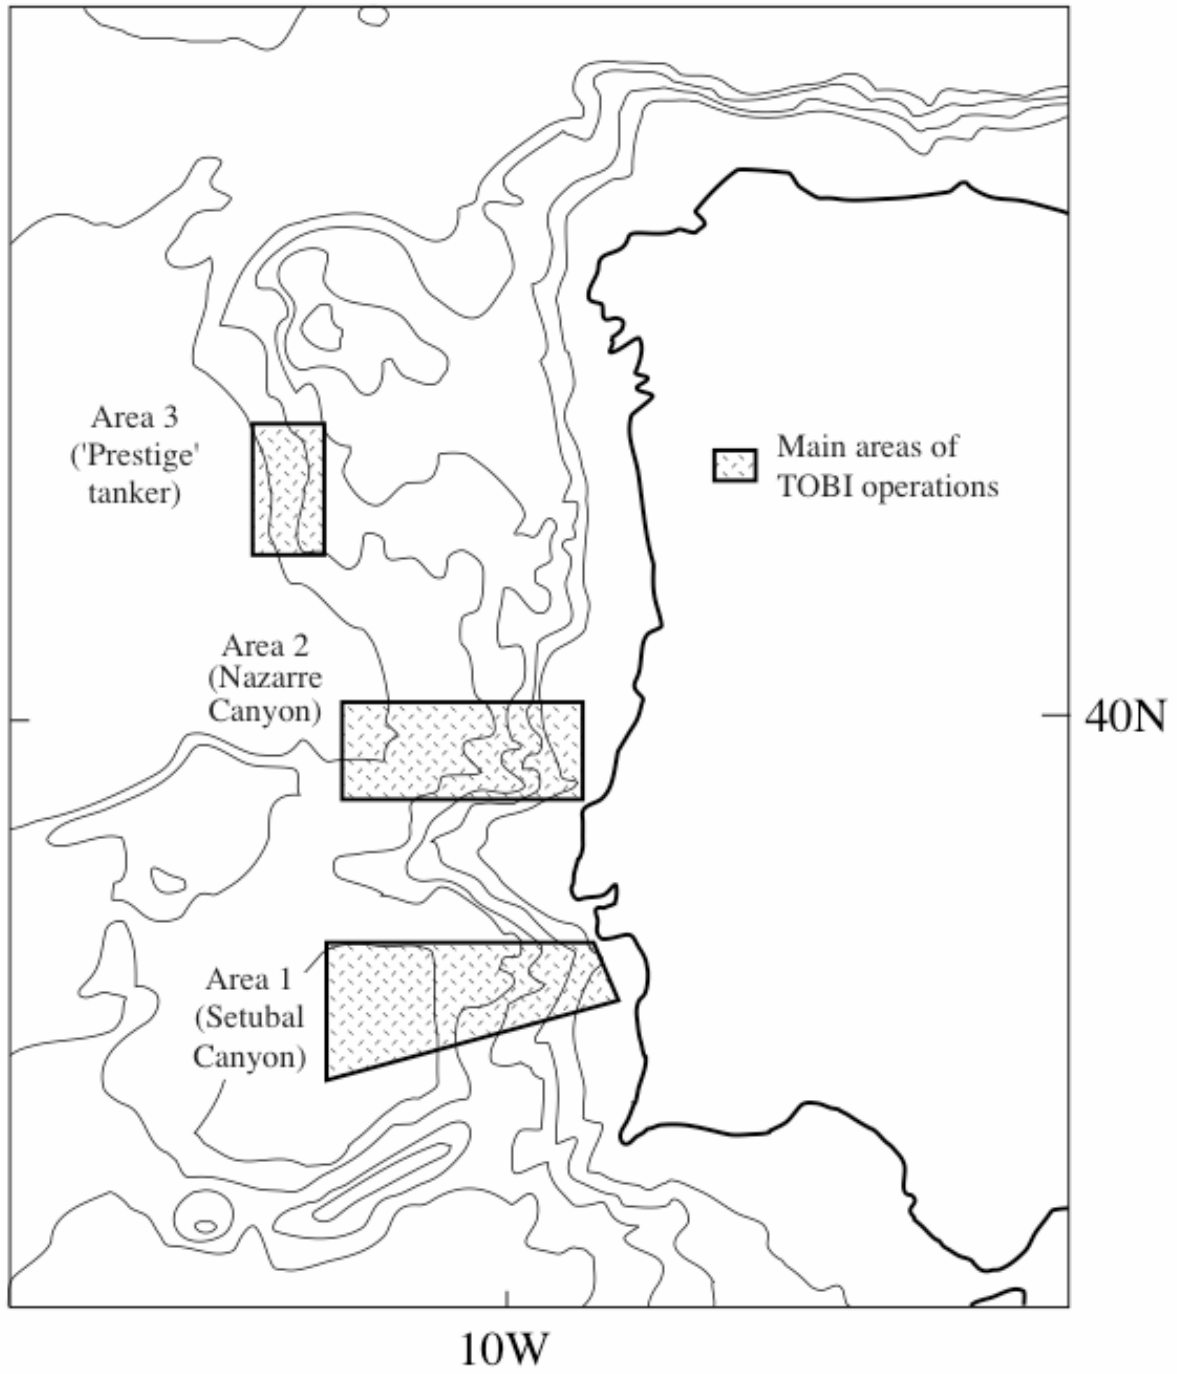 Area 3
('Prestige'
tanker)
Main areas of
TOBI operations
Area 2
(Nazarre
Canyon)
40N
Area 1
(Setubal
Canyon)
10W